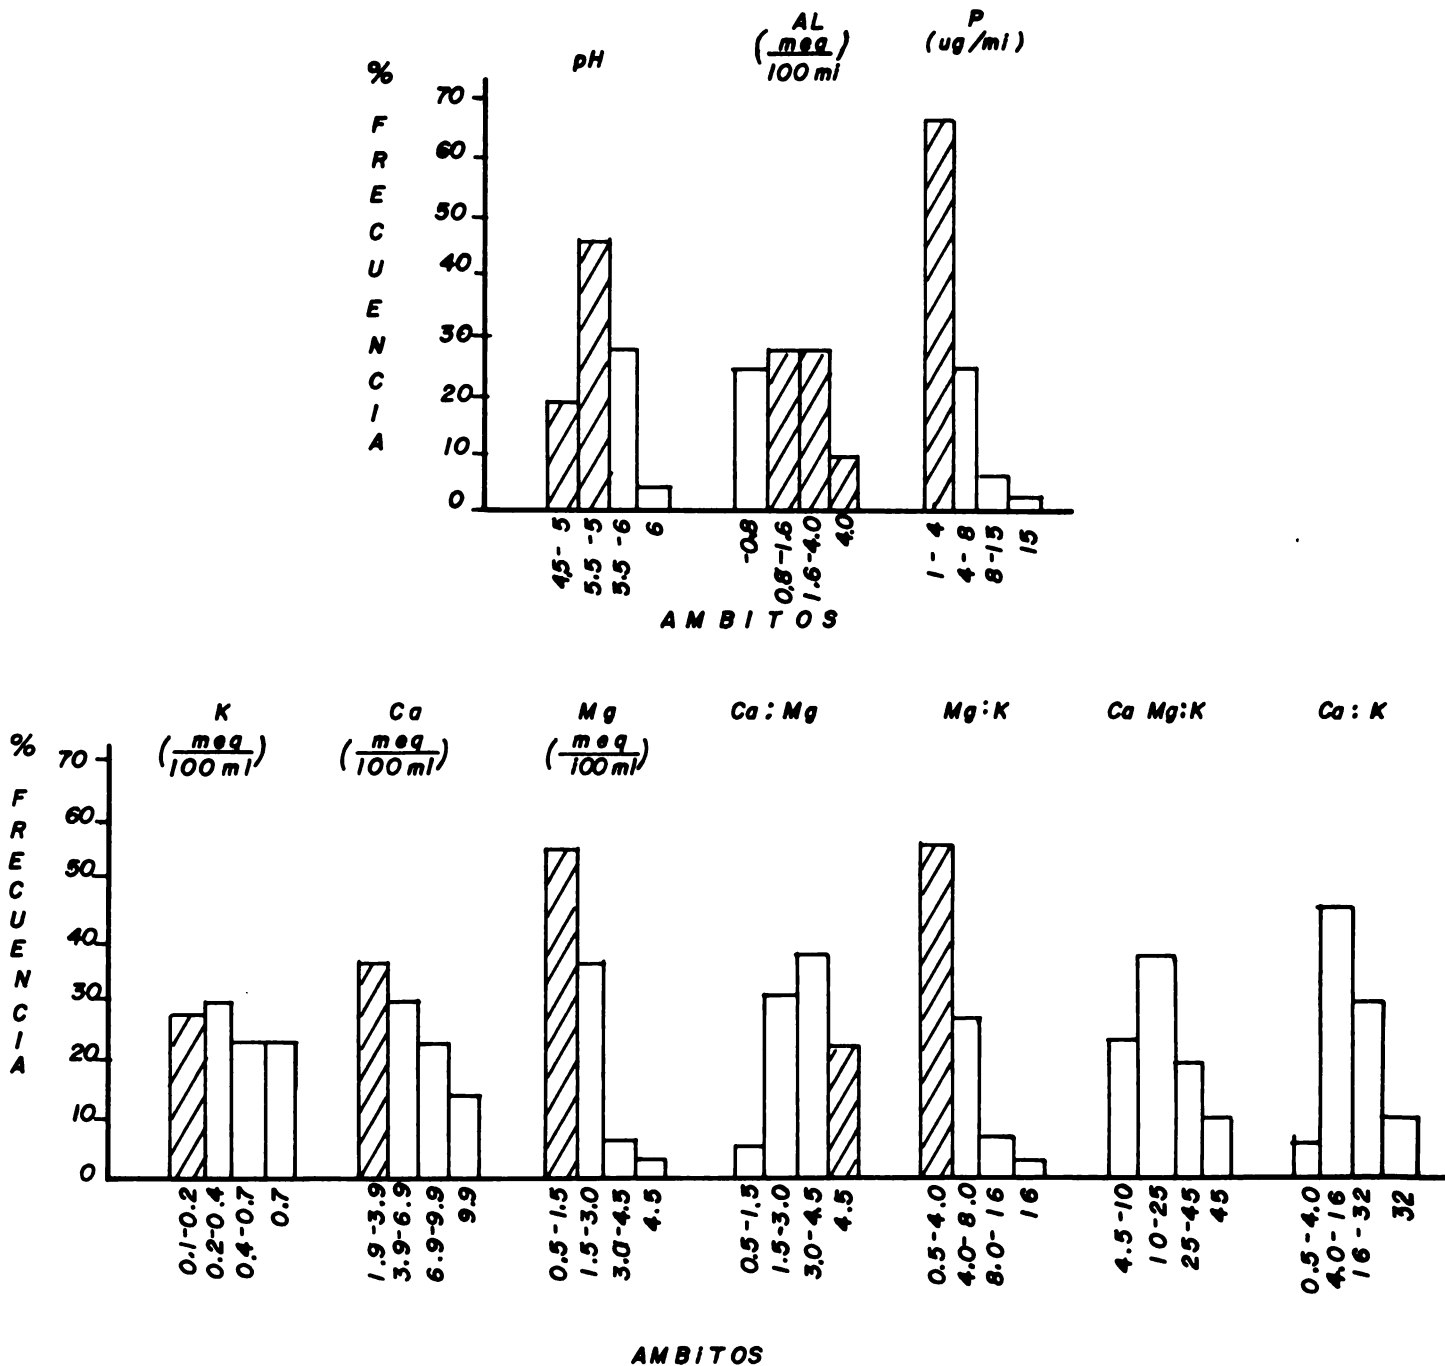 pH
AL
(meq/100 mi)
P
(ug/mi)
% FRECUENCIA
70
60
50
40
30
20
10
0
4,5-5
5.5-5
5.5-6
6
-0.8
0.8-1.6
1.6-4.0
4.0
1-4
4-8
8-15
15
AMBITOS
K
(meq/100 ml)
Ca
(meq/100 ml)
Mg
(meq/100 ml)
Ca:Mg
Mg:K
Ca Mg:K
Ca:K
% FRECUENCIA
70
60
50
40
30
20
10
0
0.1-0.2
0.2-0.4
0.4-0.7
0.7
1.9-3.9
3.9-6.9
6.9-9.9
9.9
0.5-1.5
1.5-3.0
3.0-4.5
4.5
0.5-1.5
1.5-3.0
3.0-4.5
4.5
0.5-4.0
4.0-8.0
8.0-16
16
4.5-10
10-25
25-45
45
0.5-4.0
4.0-16
16-32
32
AMBITOS